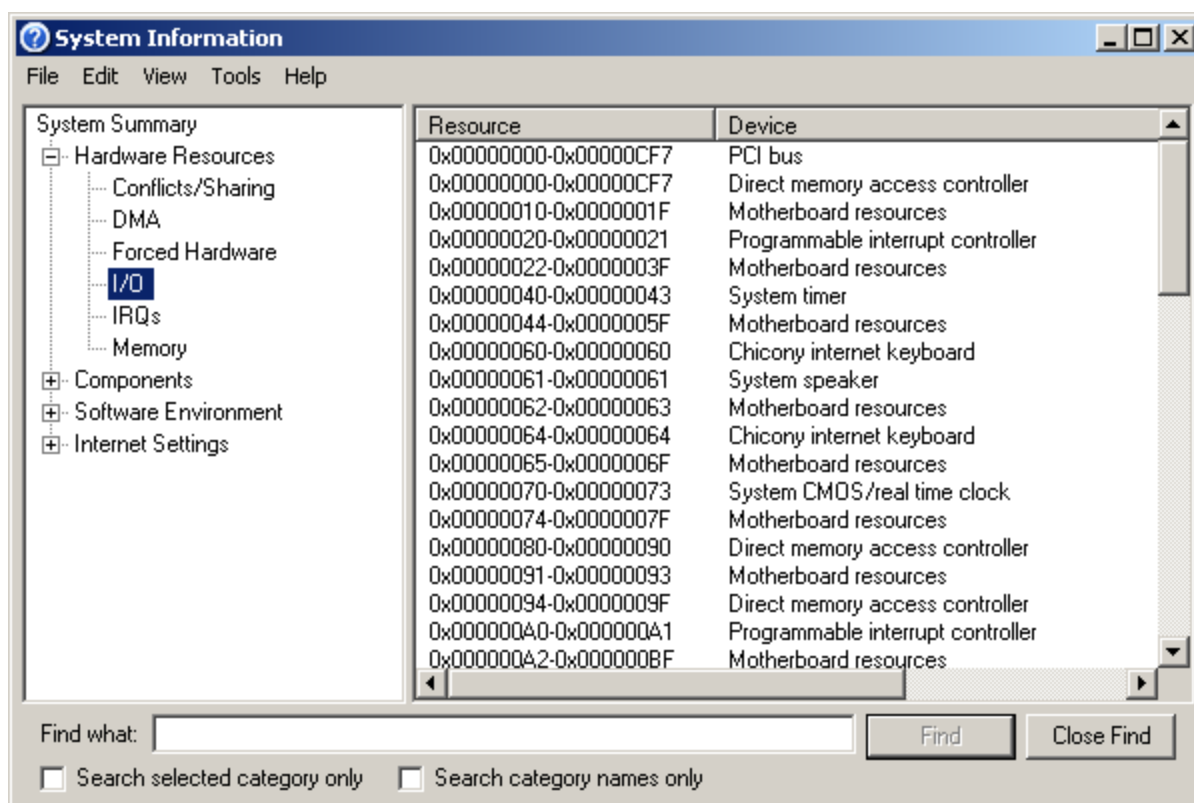 System Information
File Edit View Tools Help
System Summary
Hardware Resources
Conflicts/Sharing
DMA
Forced Hardware
I/O
IRQs
Memory
Components
Software Environment
Internet Settings
Resource Device
0x00000000-0x00000CF7 PCI bus
0x00000000-0x00000CF7 Direct memory access controller
0x00000010-0x0000001F Motherboard resources
0x00000020-0x00000021 Programmable interrupt controller
0x00000022-0x0000003F Motherboard resources
0x00000040-0x00000043 System timer
0x00000044-0x0000005F Motherboard resources
0x00000060-0x00000060 Chicony internet keyboard
0x00000061-0x00000061 System speaker
0x00000062-0x00000063 Motherboard resources
0x00000064-0x00000064 Chicony internet keyboard
0x00000065-0x0000006F Motherboard resources
0x00000070-0x00000073 System CMOS/real time clock
0x00000074-0x0000007F Motherboard resources
0x00000080-0x00000090 Direct memory access controller
0x00000091-0x00000093 Motherboard resources
0x00000094-0x0000009F Direct memory access controller
0x000000A0-0x000000A1 Programmable interrupt controller
0x000000A2-0x000000BF Motherboard resources
Find what: Find Close Find
Search selected category only Search category names only